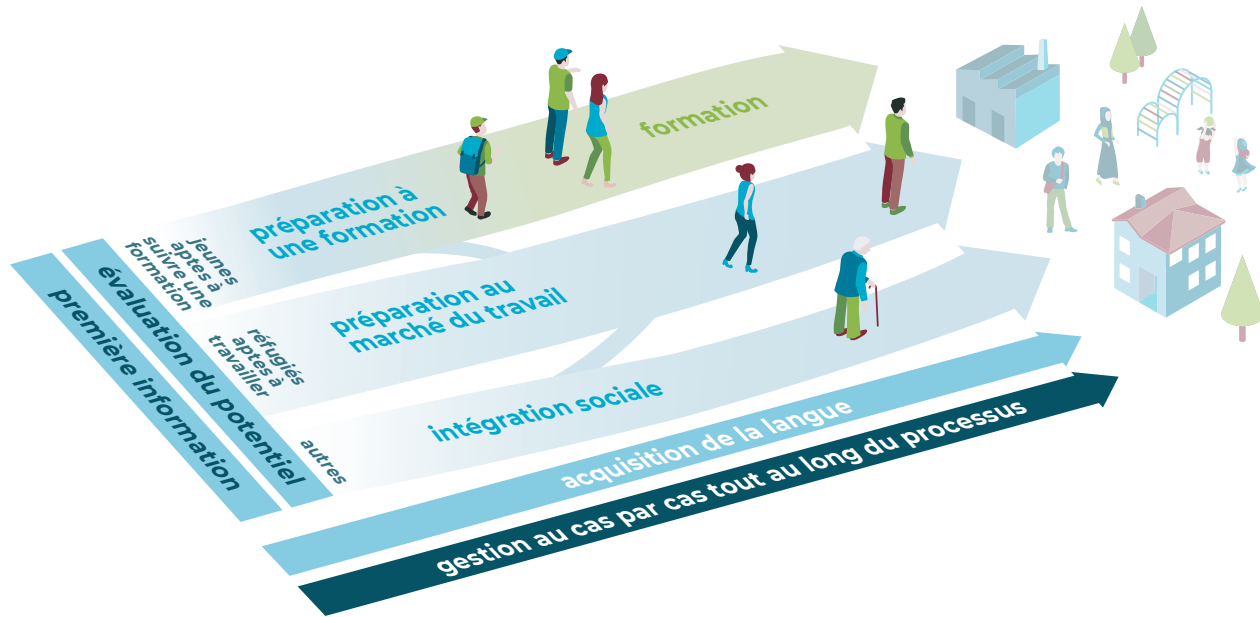 première information
évaluation du potentiel
jeunes
aptes à
suivre une
formation
préparation à
une formation
formation
réfugiés
aptes à
travailler
préparation au
marché du travail
autres
intégration sociale
acquisition de la langue
gestion au cas par cas tout au long du processus